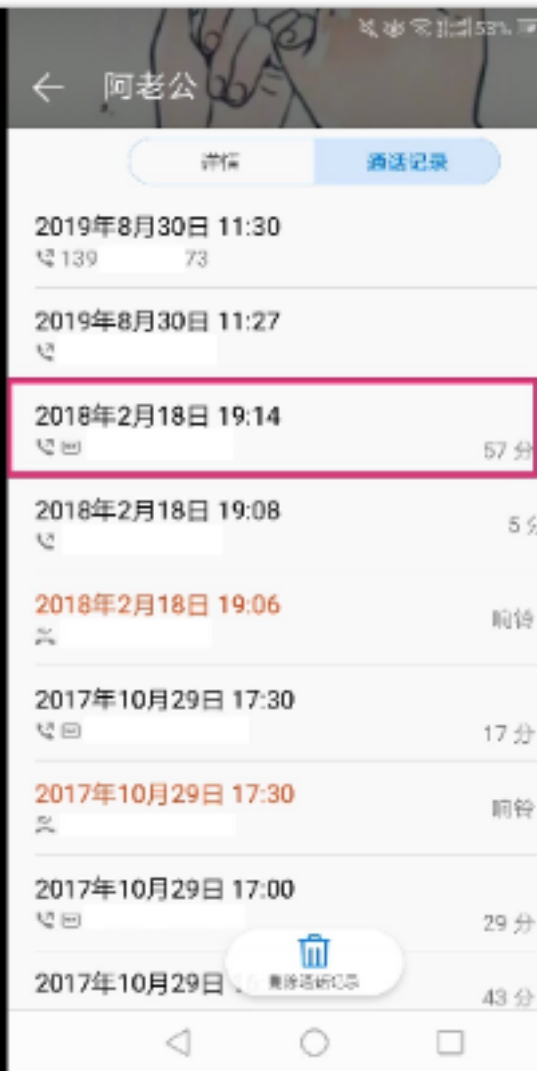 53%
阿老公
详情 通话记录
2019年8月30日 11:30
139 73
2019年8月30日 11:27
2018年2月18日 19:14
57 分
2018年2月18日 19:08
5 分
2018年2月18日 19:06
响铃
2017年10月29日 17:30
17 分
2017年10月29日 17:30
响铃
2017年10月29日 17:00
29 分
删除通话记录
2017年10月29日
43 分